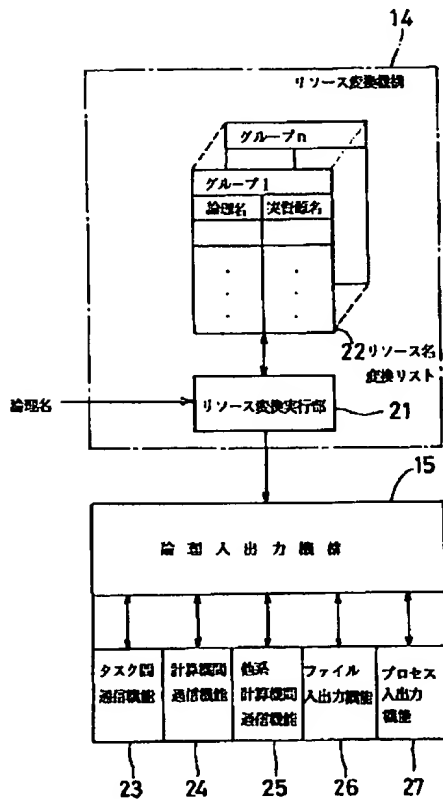 14
リソース変換機構
グループn
グループ1
論理名 実資源名
22 リソース名
変換リスト
論理名
リソース変換実行部
21
15
論理入出力機構
タスク間
通信機能
計算機間
通信機能
他系
計算機間
通信機能
ファイル
入出力機能
プロセス
入出力
機能
23 24 25 26 27